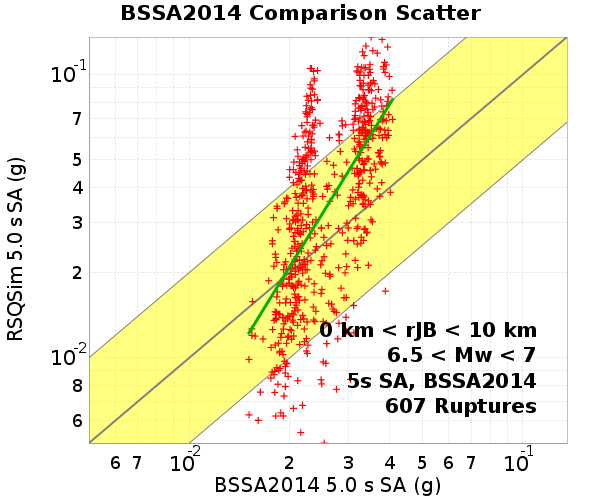 BSSA2014 Comparison Scatter
RSQSim 5.0 s SA (g)
10⁻¹
7
5
4
3
2
10⁻²
8
6
0 km < rJB < 10 km
6.5 < Mw < 7
5s SA, BSSA2014
607 Ruptures
6 7 10⁻² 2 3 4 5 6 7 10⁻¹
BSSA2014 5.0 s SA (g)